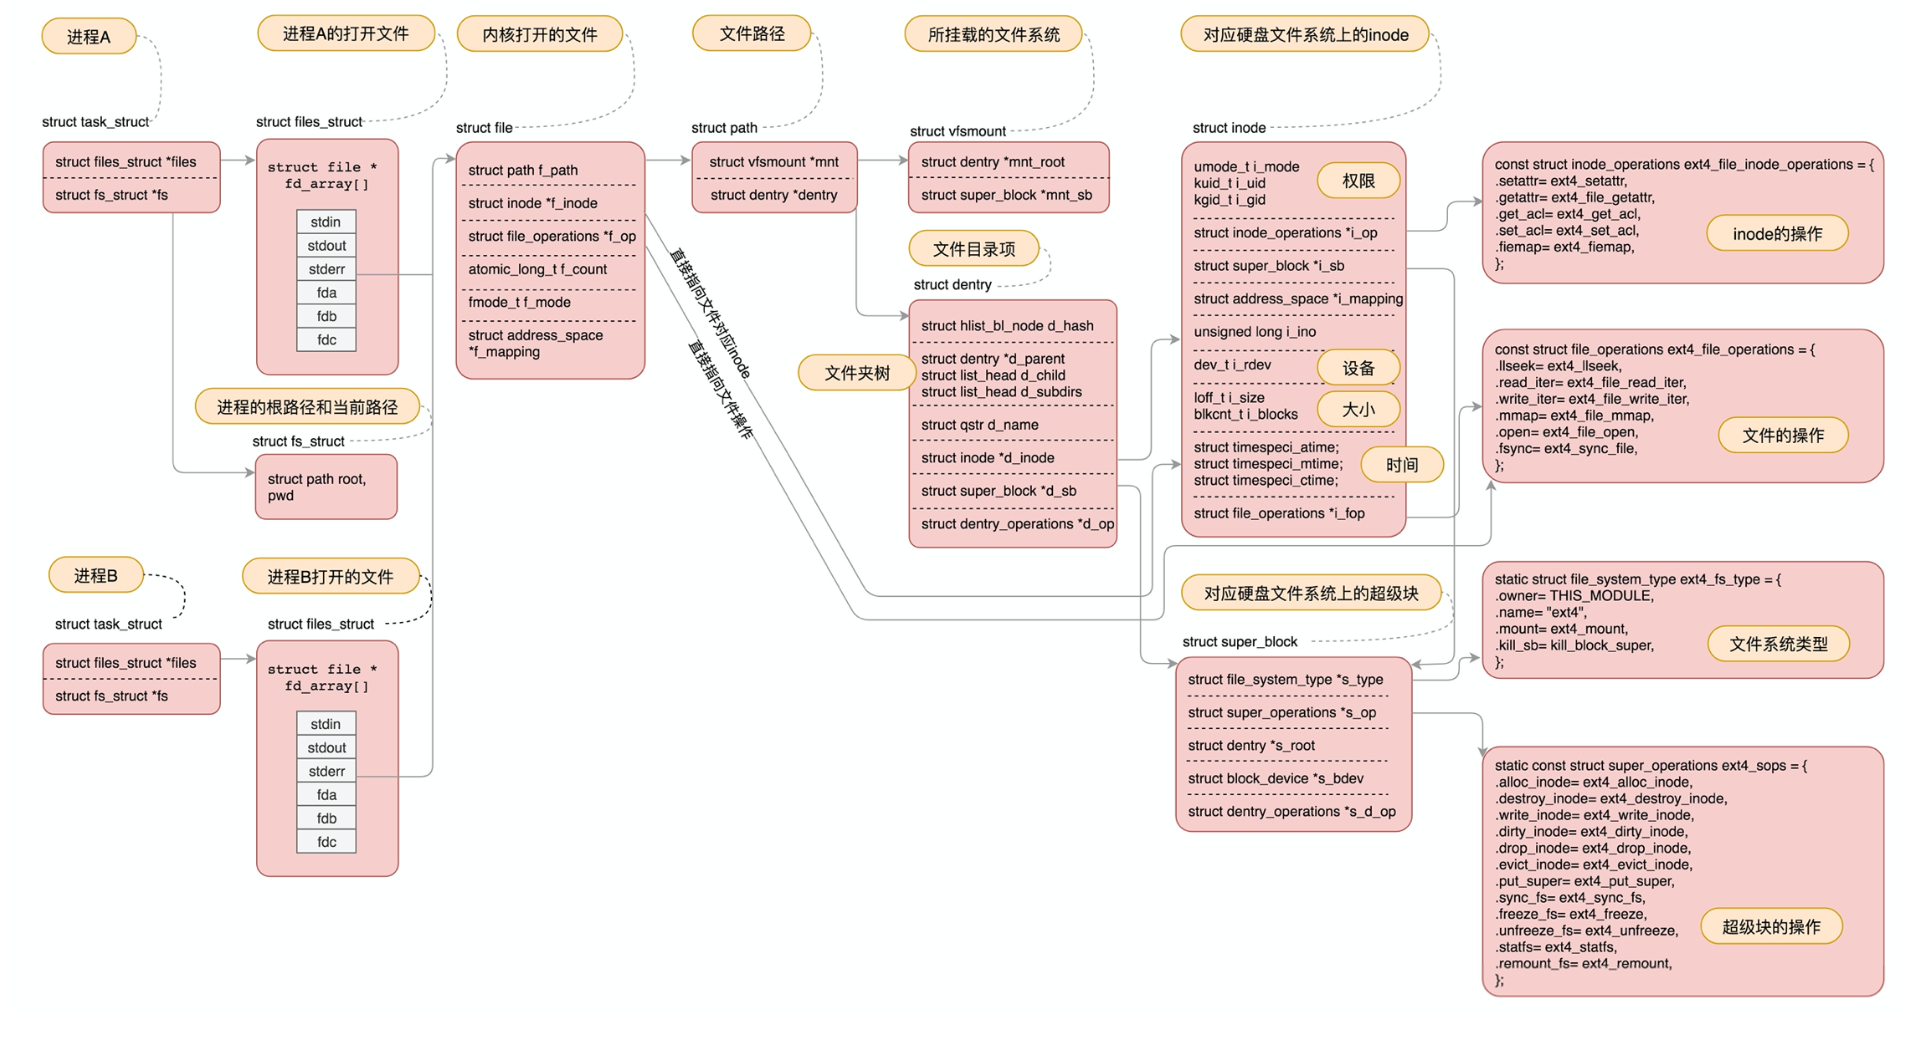 进程A
进程A的打开文件
内核打开的文件
文件路径
所挂载的文件系统
对应硬盘文件系统上的inode
struct task_struct
struct files_struct *files
struct fs_struct *fs
struct files_struct
struct file *
fd_array[]
stdin
stdout
stderr
fda
fdb
fdc
进程的根路径和当前路径
struct fs_struct
struct path root,
pwd
进程B
struct task_struct
struct files_struct *files
struct fs_struct *fs
进程B打开的文件
struct files_struct
struct file *
fd_array[]
stdin
stdout
stderr
fda
fdb
fdc
struct file
struct path f_path
struct inode *f_inode
struct file_operations *f_op
atomic_long_t f_count
fmode_t f_mode
struct address_space
*f_mapping
直接指向文件对应inode
直接指向文件操作
struct path
struct vfsmount *mnt
struct dentry *dentry
struct vfsmount
struct dentry *mnt_root
struct super_block *mnt_sb
文件目录项
struct dentry
文件夹树
struct hlist_bl_node d_hash
struct dentry *d_parent
struct list_head d_child
struct list_head d_subdirs
struct qstr d_name
struct inode *d_inode
struct super_block *d_sb
struct dentry_operations *d_op
struct inode
umode_t i_mode
kuid_t i_uid
kgid_t i_gid
权限
struct inode_operations *i_op
struct super_block *i_sb
struct address_space *i_mapping
unsigned long i_ino
dev_t i_rdev
设备
loff_t i_size
blkcnt_t i_blocks
大小
struct timespeci_atime;
struct timespeci_mtime;
struct timespeci_ctime;
时间
struct file_operations *i_fop
对应硬盘文件系统上的超级块
struct super_block
struct file_system_type *s_type
struct super_operations *s_op
struct dentry *s_root
struct block_device *s_bdev
struct dentry_operations *s_d_op
const struct inode_operations ext4_file_inode_operations = {
.setattr= ext4_setattr,
.getattr= ext4_file_getattr,
.get_acl= ext4_get_acl,
.set_acl= ext4_set_acl,
.fiemap= ext4_fiemap,
};
inode的操作
const struct file_operations ext4_file_operations = {
.llseek= ext4_llseek,
.read_iter= ext4_file_read_iter,
.write_iter= ext4_file_write_iter,
.mmap= ext4_file_mmap,
.open= ext4_file_open,
.fsync= ext4_sync_file,
};
文件的操作
static struct file_system_type ext4_fs_type = {
.owner= THIS_MODULE,
.name= "ext4",
.mount= ext4_mount,
.kill_sb= kill_block_super,
};
文件系统类型
static const struct super_operations ext4_sops = {
.alloc_inode= ext4_alloc_inode,
.destroy_inode= ext4_destroy_inode,
.write_inode= ext4_write_inode,
.dirty_inode= ext4_dirty_inode,
.drop_inode= ext4_drop_inode,
.evict_inode= ext4_evict_inode,
.put_super= ext4_put_super,
.sync_fs= ext4_sync_fs,
.freeze_fs= ext4_freeze,
.unfreeze_fs= ext4_unfreeze,
.statfs= ext4_statfs,
.remount_fs= ext4_remount,
};
超级块的操作